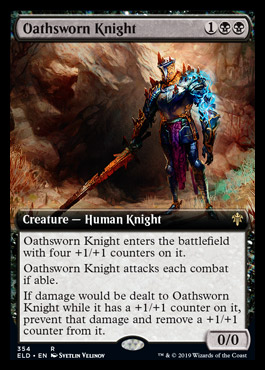 Oathsworn Knight 1
Creature — Human Knight
Oathsworn Knight enters the battlefield
with four +1/+1 counters on it.
Oathsworn Knight attacks each combat
if able.
If damage would be dealt to Oathsworn
Knight while it has a +1/+1 counter on it,
prevent that damage and remove a +1/+1
counter from it.
0/0
354 R
ELD • EN Svetlin Velinov
™ & © 2019 Wizards of the Coast